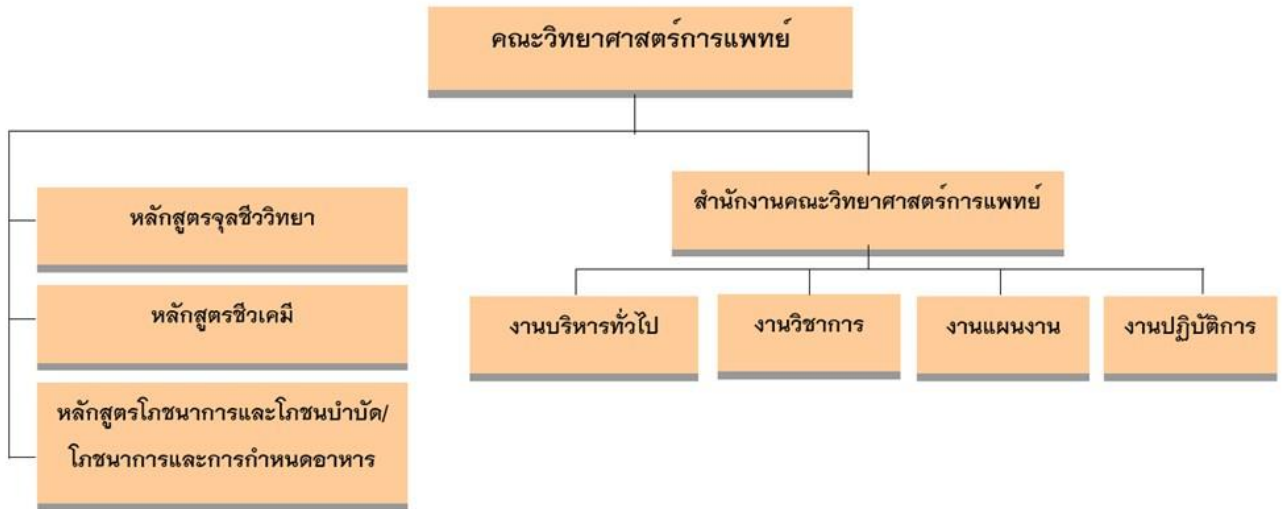 คณะวิทยาศาสตร์การแพทย์
สำนักงานคณะวิทยาศาสตร์การแพทย์
หลักสูตรจุลชีววิทยา
หลักสูตรชีวเคมี
หลักสูตรโภชนาการและโภชนบำบัด/
โภชนาการและการกำหนดอาหาร
งานบริหารทั่วไป
งานวิชาการ
งานแผนงาน
งานปฏิบัติการ